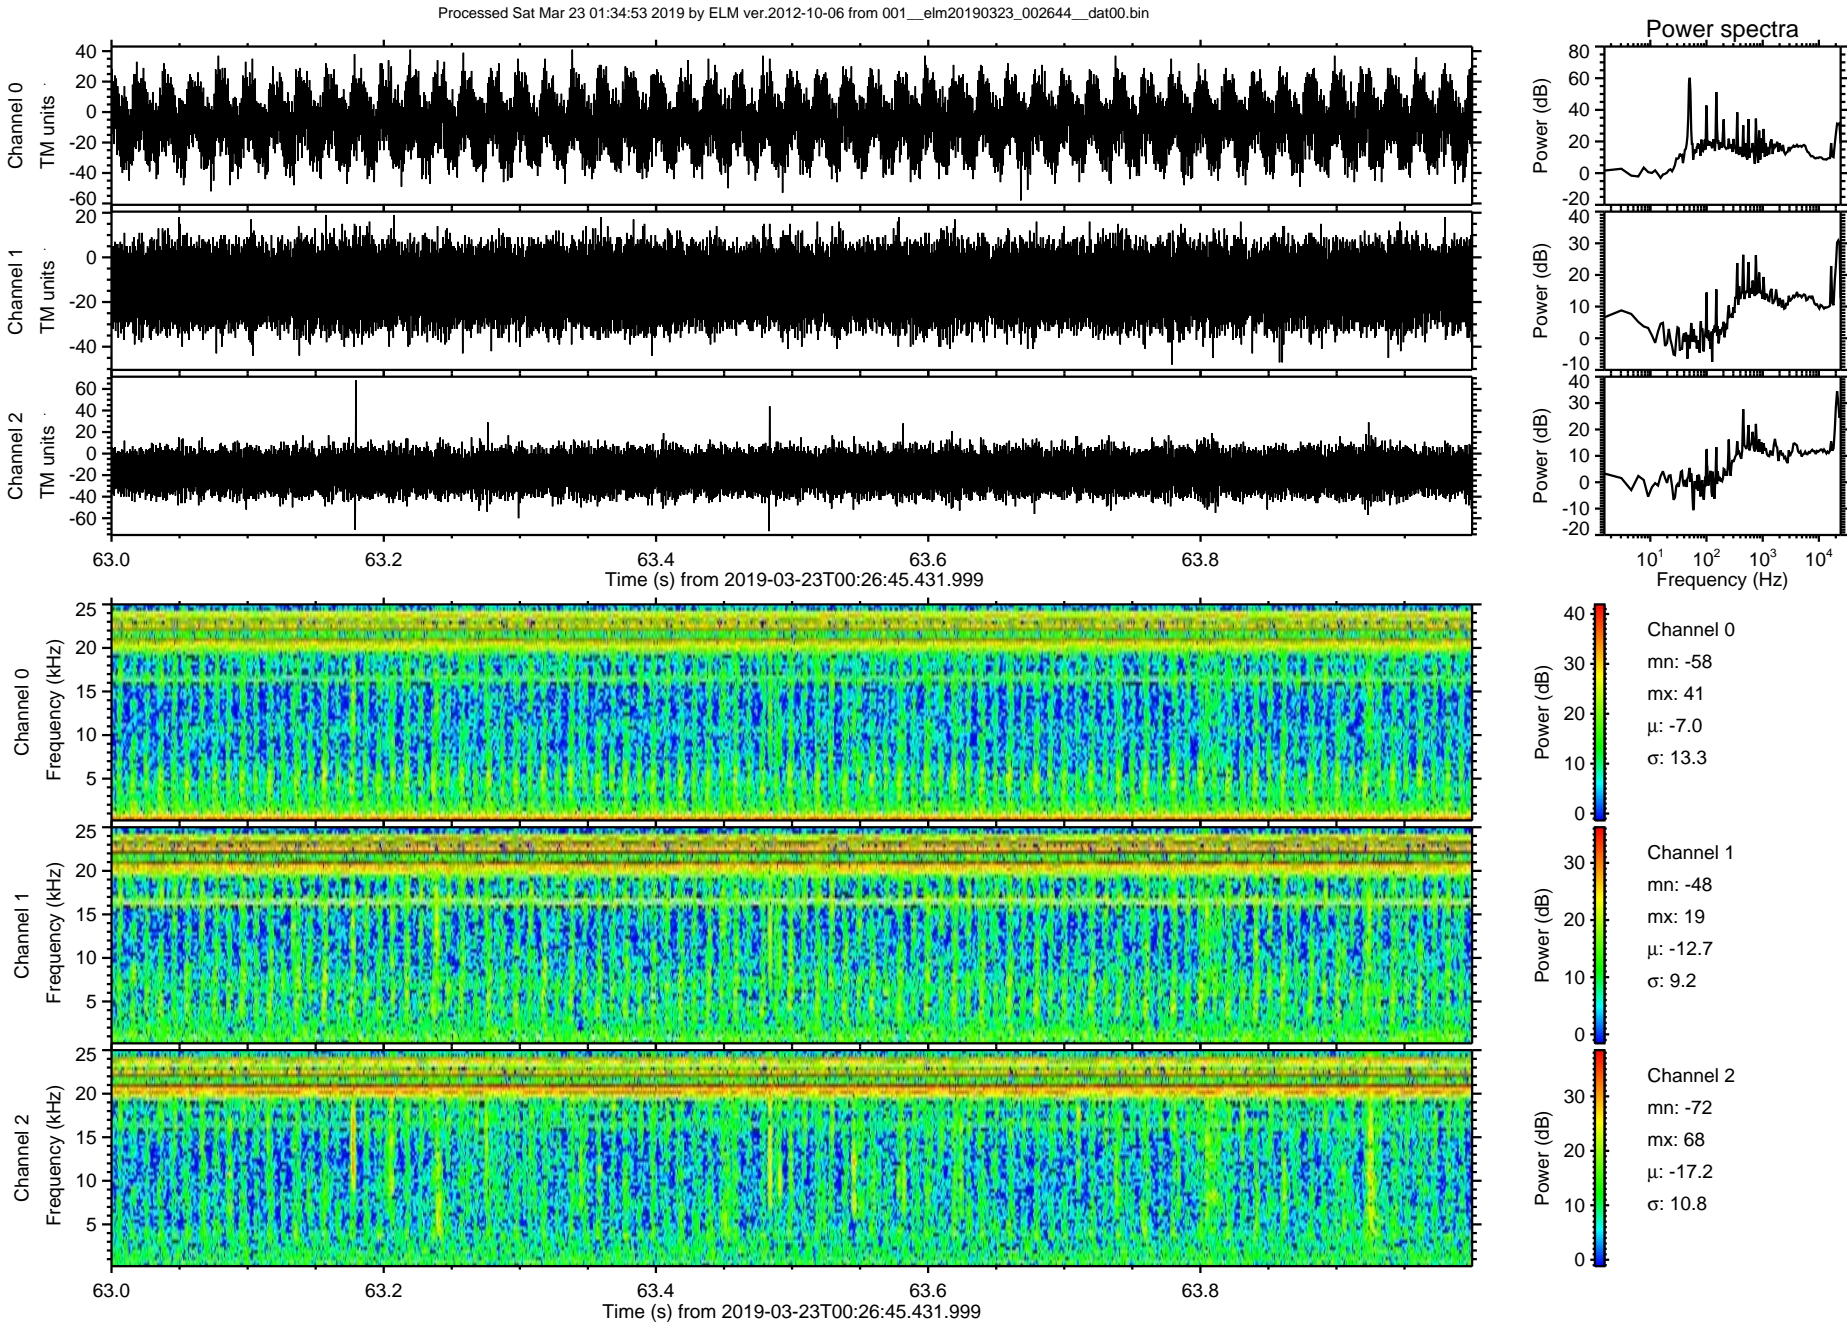 Processed Sat Mar 23 01:34:53 2019 by ELM ver.2012-10-06 from 001__elm20190323_002644__dat00.bin
Power spectra
Channel 0
TM units
40
20
0
-20
-40
-60
Power (dB)
80
60
40
20
0
-20
Channel 1
TM units
20
0
-20
-40
Power (dB)
40
30
20
10
0
-10
Channel 2
TM units
60
40
20
0
-20
-40
-60
Power (dB)
40
30
20
10
0
-10
-20
63.0 63.2 63.4 63.6 63.8
Time (s) from 2019-03-23T00:26:45.431.999
10^1 10^2 10^3 10^4
Frequency (Hz)
Channel 0
Frequency (kHz)
25
20
15
10
5
Power (dB)
40
30
20
10
0
Channel 0
mn: -58
mx: 41
μ: -7.0
σ: 13.3
Channel 1
Frequency (kHz)
25
20
15
10
5
Power (dB)
30
20
10
0
Channel 1
mn: -48
mx: 19
μ: -12.7
σ: 9.2
Channel 2
Frequency (kHz)
25
20
15
10
5
Power (dB)
30
20
10
0
Channel 2
mn: -72
mx: 68
μ: -17.2
σ: 10.8
63.0 63.2 63.4 63.6 63.8
Time (s) from 2019-03-23T00:26:45.431.999